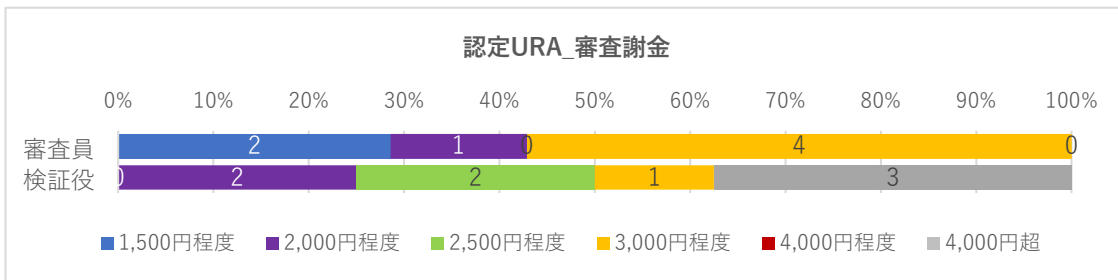 認定URA_審査謝金
0% 10% 20% 30% 40% 50% 60% 70% 80% 90% 100%
審査員 2 1 0 4 0
検証役 0 2 2 1 3
1,500円程度 2,000円程度 2,500円程度 3,000円程度 4,000円程度 4,000円超